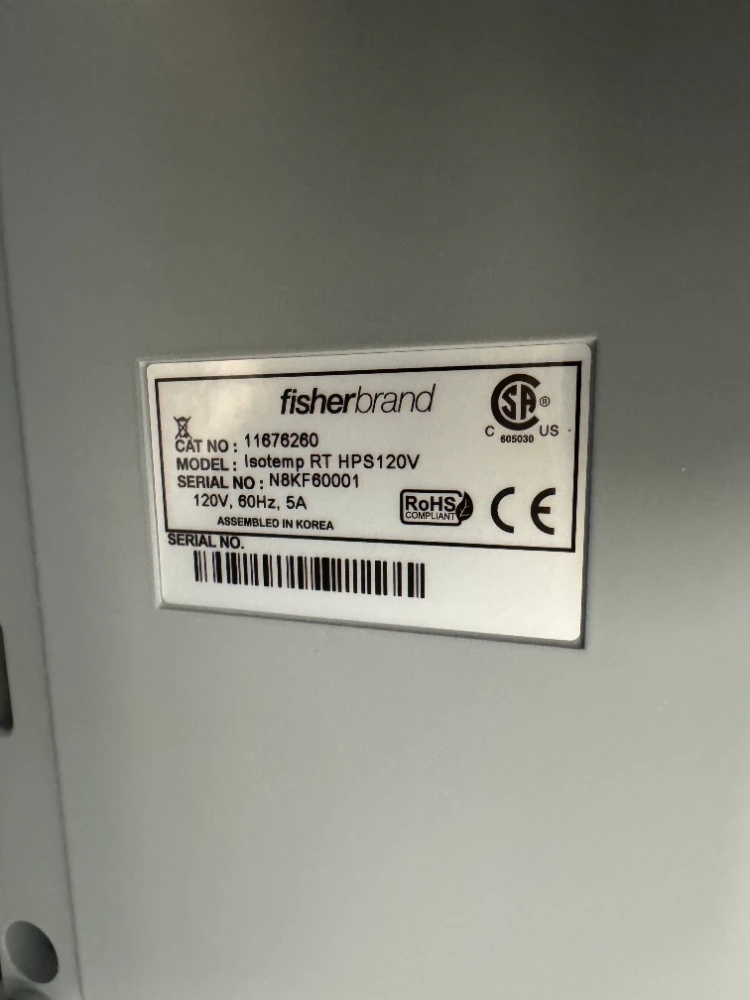 fisherbrand
SA ®
C 605030 US
CAT NO : 11676260
MODEL : Isotemp RT HPS120V
SERIAL NO : N8KF60001
120V, 60Hz, 5A
ASSEMBLED IN KOREA
RoHS
COMPLIANT
CE
SERIAL NO.